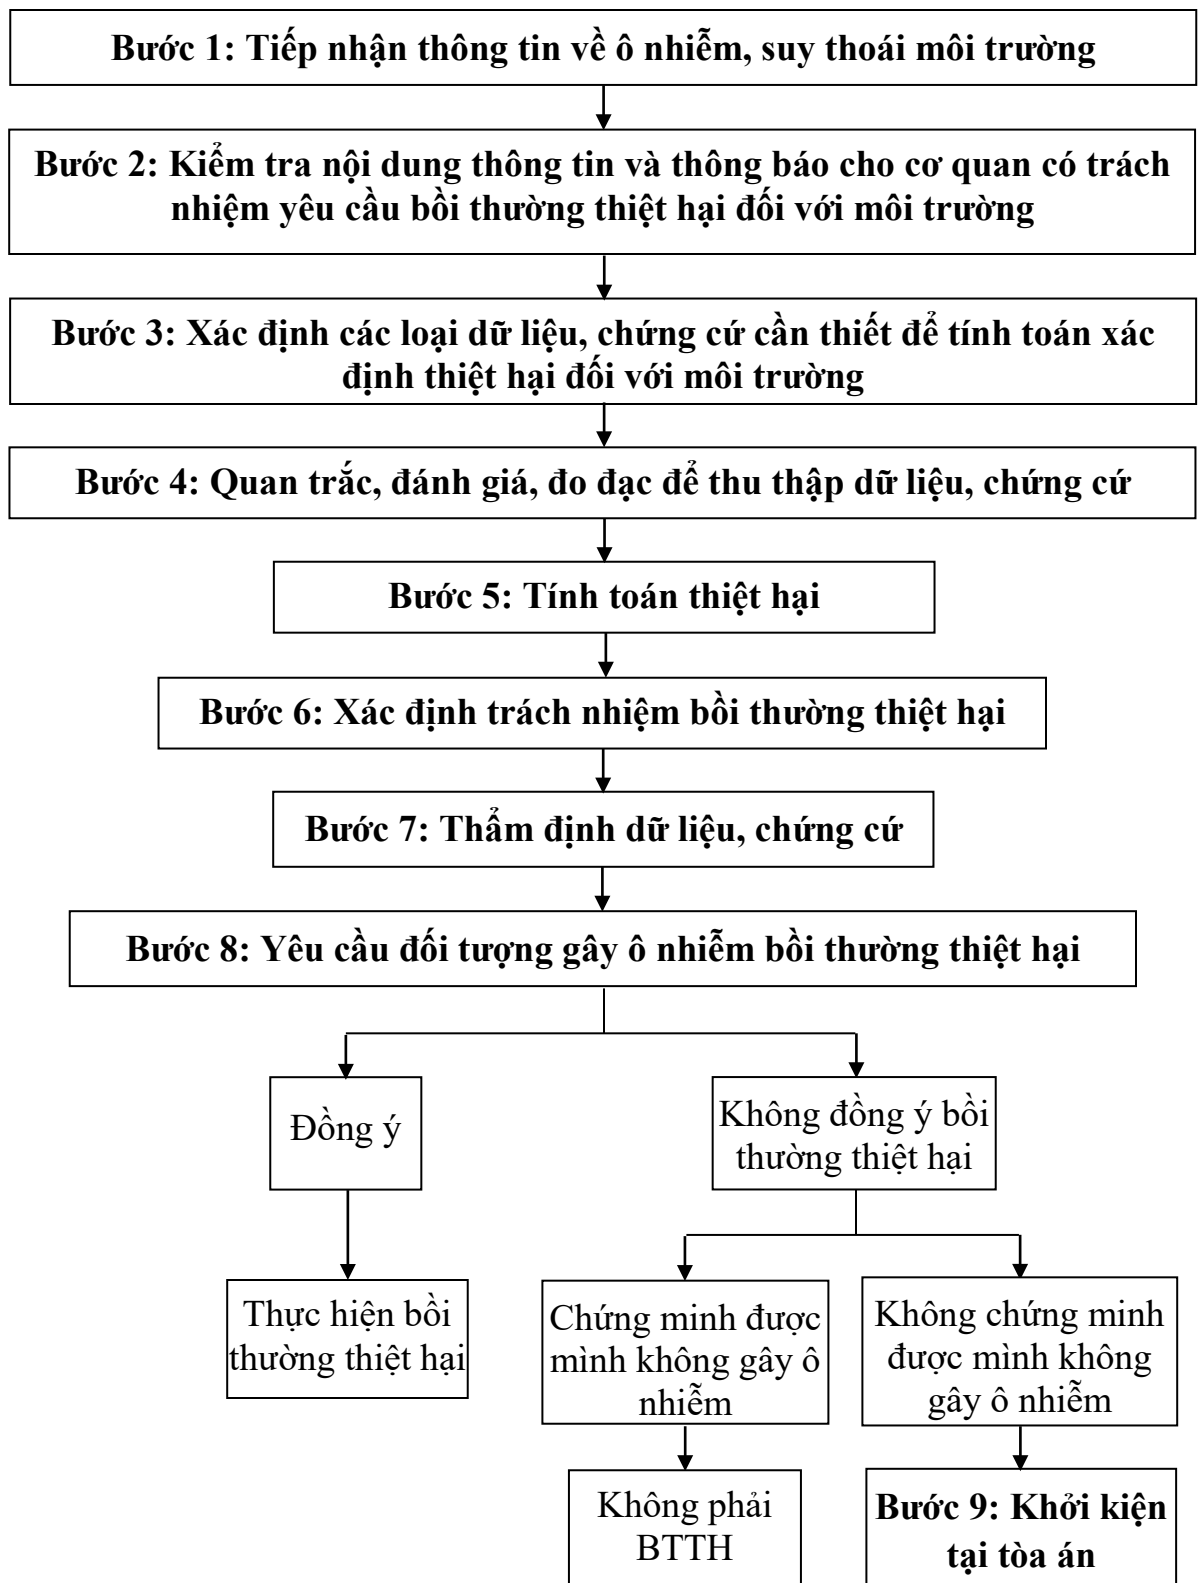 Bước 1: Tiếp nhận thông tin về ô nhiễm, suy thoái môi trường
Bước 2: Kiểm tra nội dung thông tin và thông báo cho cơ quan có trách
nhiệm yêu cầu bồi thường thiệt hại đối với môi trường
Bước 3: Xác định các loại dữ liệu, chứng cứ cần thiết để tính toán xác
định thiệt hại đối với môi trường
Bước 4: Quan trắc, đánh giá, đo đạc để thu thập dữ liệu, chứng cứ
Bước 5: Tính toán thiệt hại
Bước 6: Xác định trách nhiệm bồi thường thiệt hại
Bước 7: Thẩm định dữ liệu, chứng cứ
Bước 8: Yêu cầu đối tượng gây ô nhiễm bồi thường thiệt hại
Đồng ý
Không đồng ý bồi
thường thiệt hại
Thực hiện bồi
thường thiệt hại
Chứng minh được
mình không gây ô
nhiễm
Không chứng minh
được mình không
gây ô nhiễm
Không phải
BTTH
Bước 9: Khởi kiện
tại tòa án